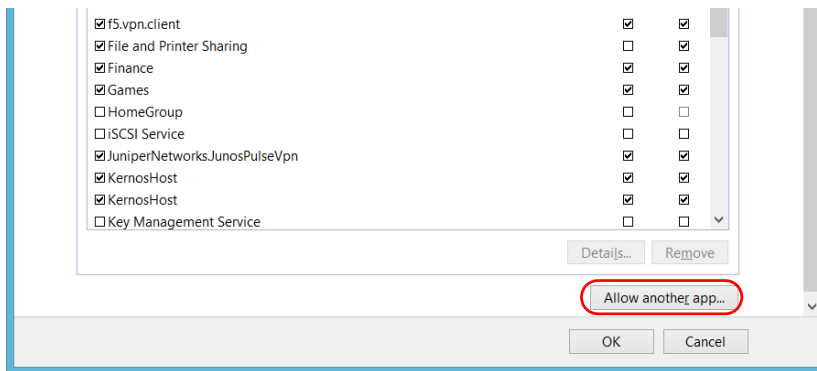 f5.vpn.client
File and Printer Sharing
Finance
Games
HomeGroup
iSCSI Service
JuniperNetworks.JunosPulseVpn
KernosHost
KernosHost
Key Management Service
Details... Remove
Allow another app...
OK Cancel